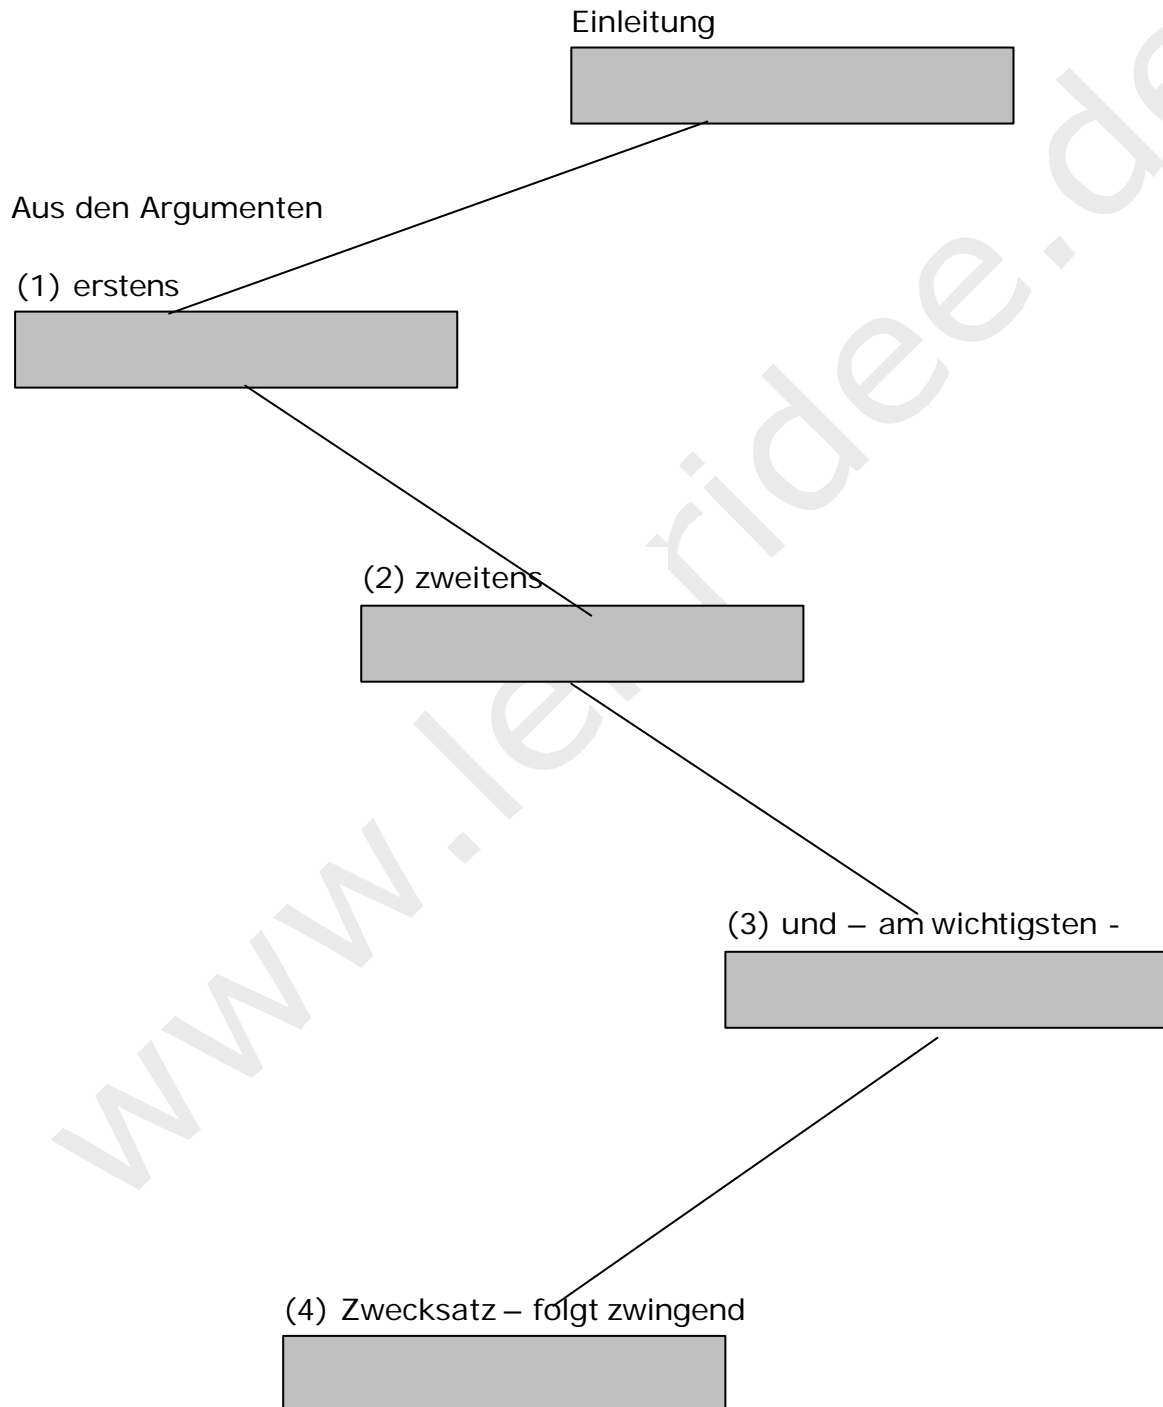 Einleitung
Aus den Argumenten
(1) erstens
(2) zweitens
(3) und – am wichtigsten -
(4) Zwecksatz – folgt zwingend